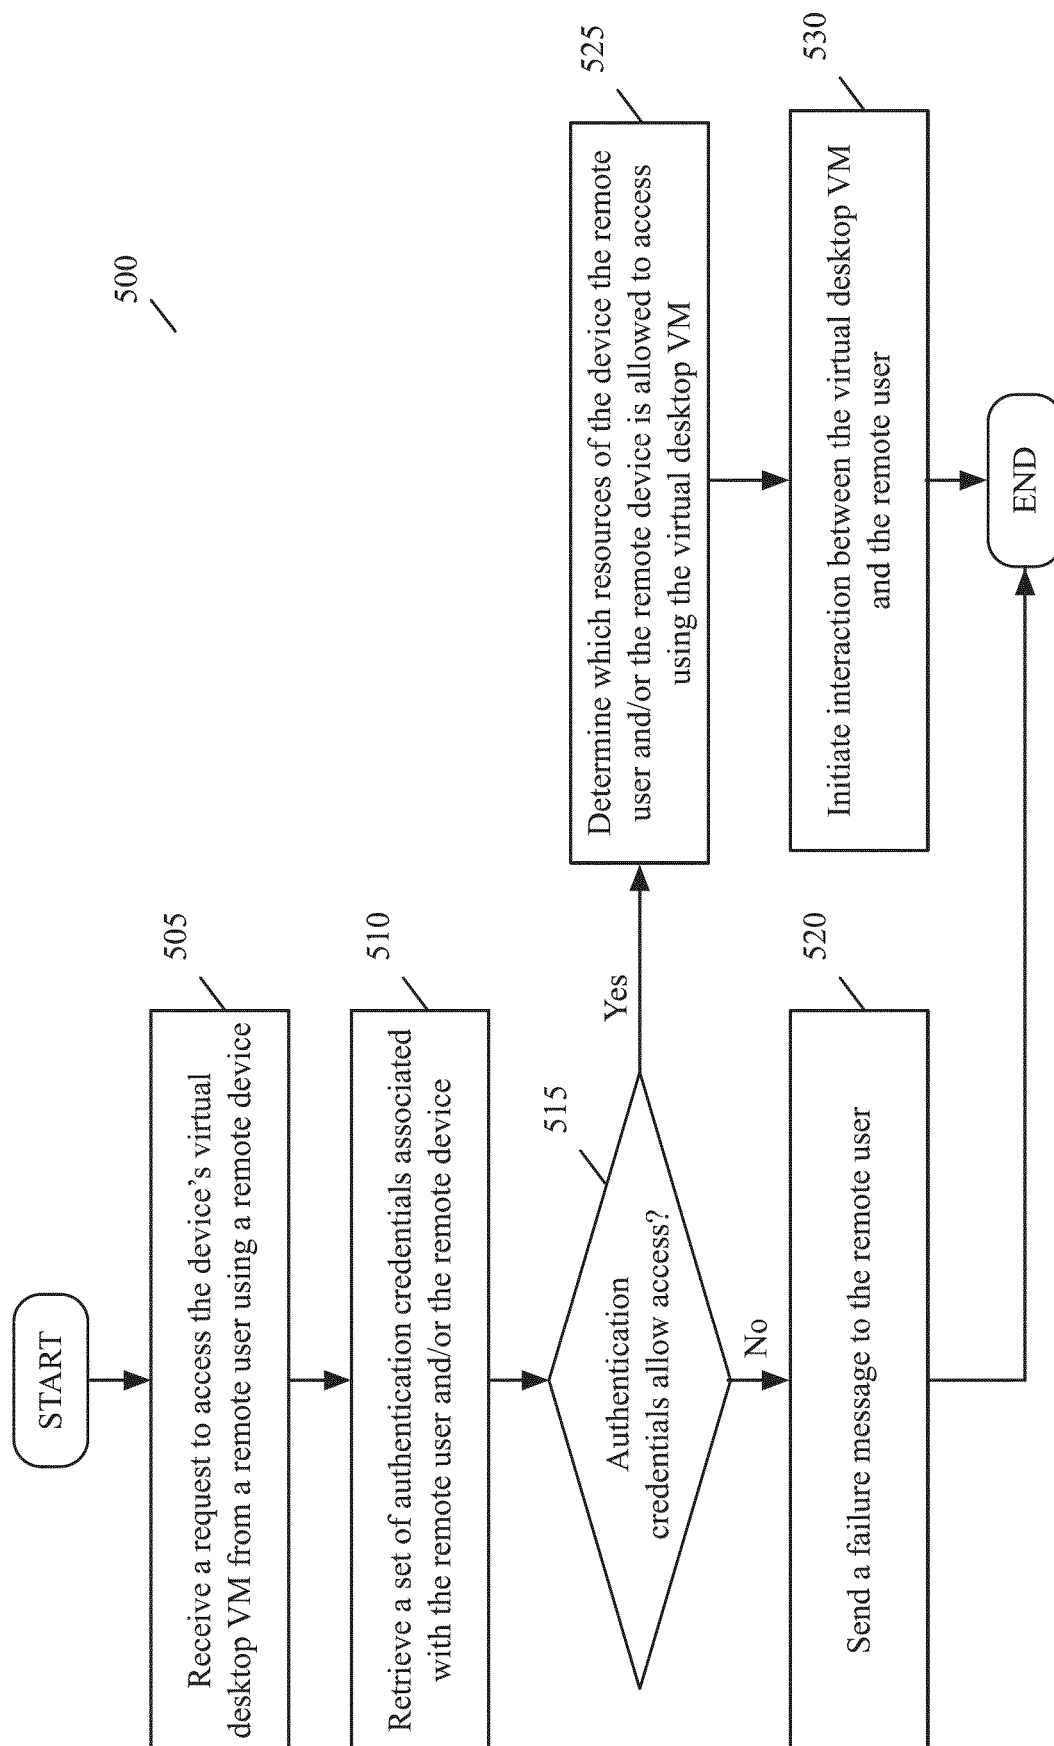 500
START
505
Receive a request to access the device's virtual
desktop VM from a remote user using a remote device
510
Retrieve a set of authentication credentials associated
with the remote user and/or the remote device
515
Authentication
credentials allow access?
Yes
No
525
Determine which resources of the device the remote
user and/or the remote device is allowed to access
using the virtual desktop VM
520
Send a failure message to the remote user
530
Initiate interaction between the virtual desktop VM
and the remote user
END